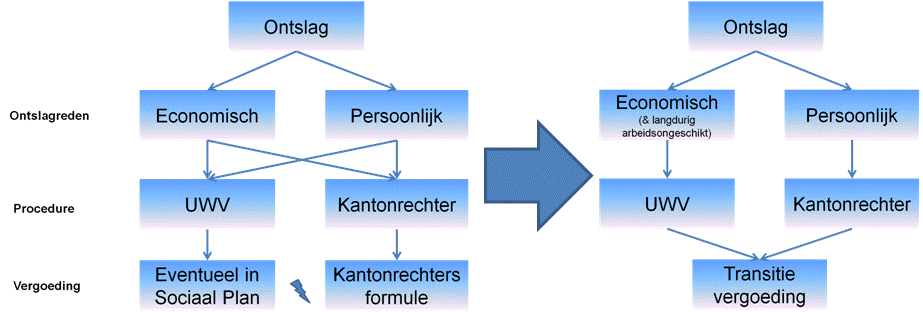 Ontslag
Ontslag
Ontslagreden
Economisch
Persoonlijk
Economisch
(& langdurig
arbeidsongeschikt)
Persoonlijk
Procedure
UWV
Kantonrechter
UWV
Kantonrechter
Vergoeding
Eventueel in
Sociaal Plan
Kantonrechters
formule
Transitie
vergoeding